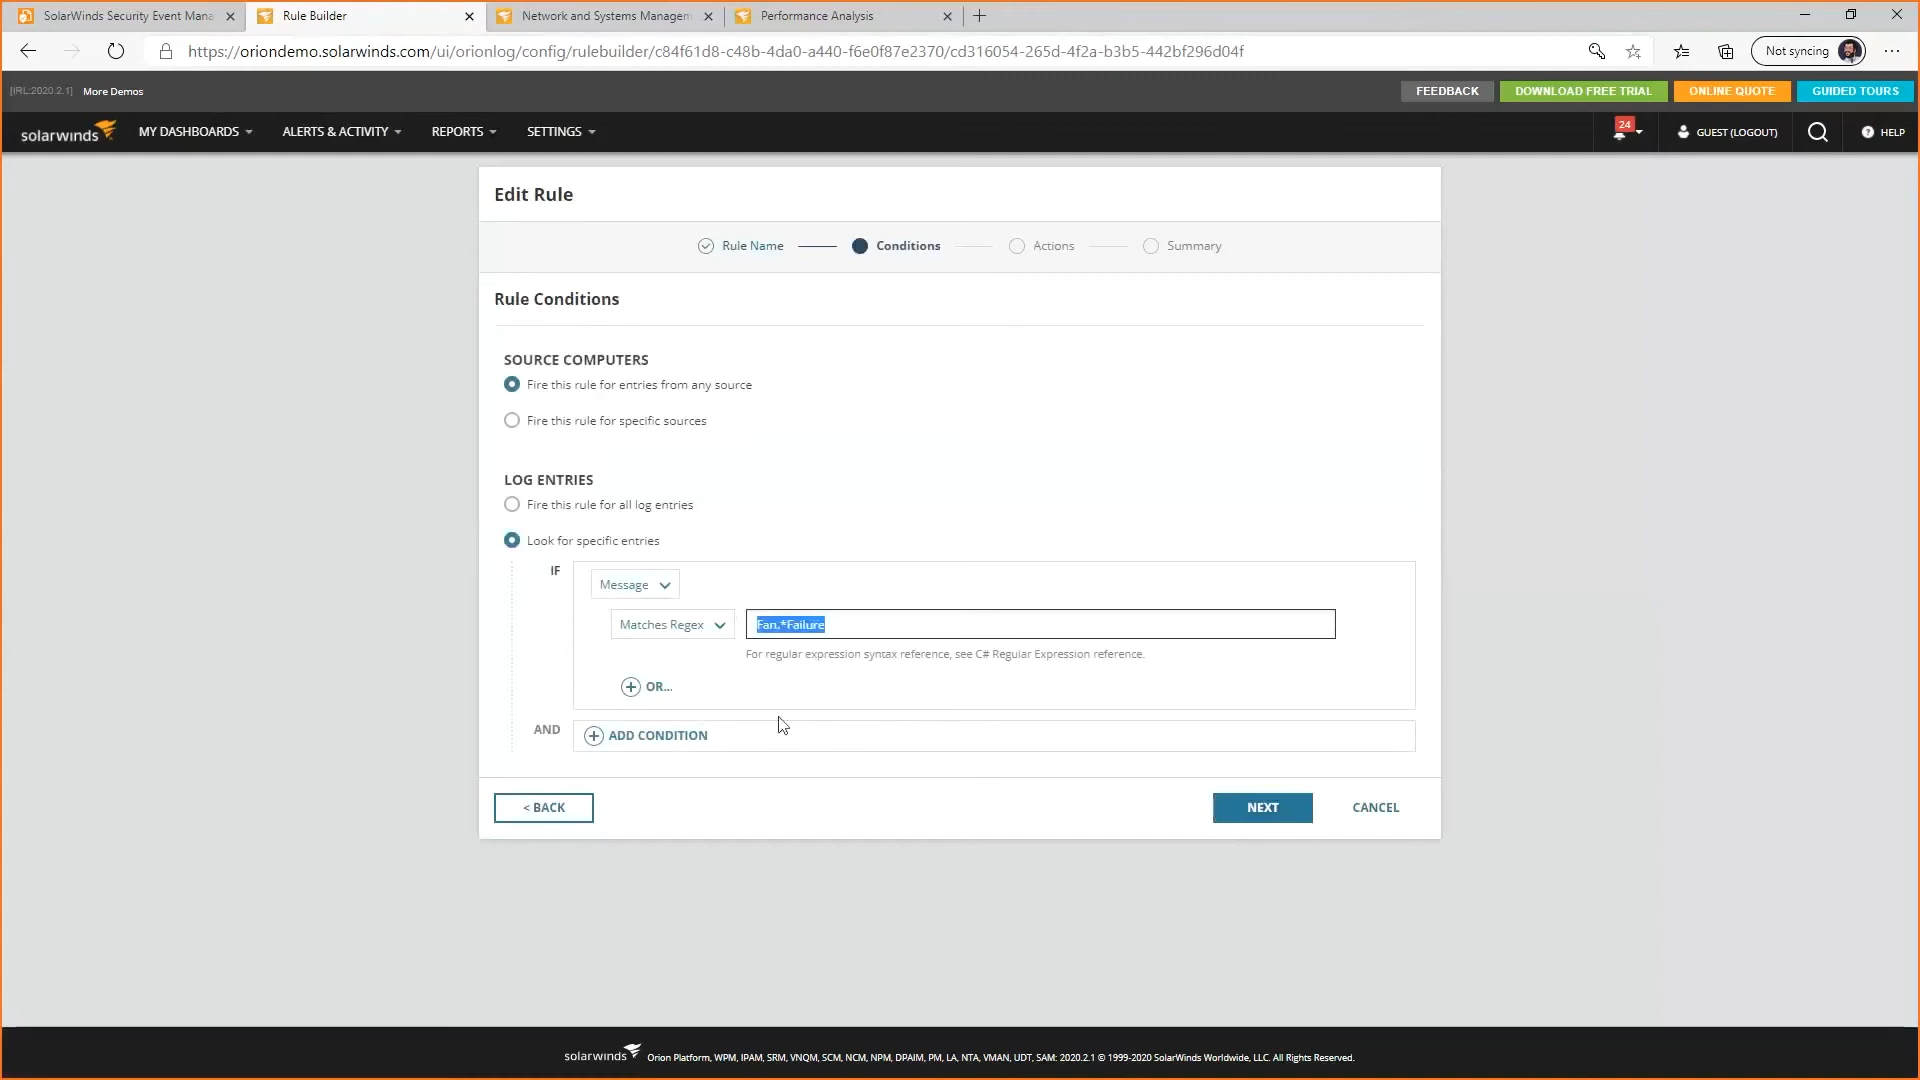 SolarWinds Security Event Mana
Rule Builder
Network and Systems Managem
Performance Analysis
https://oriondemo.solarwinds.com/ui/orionlog/config/rulebuilder/c84f61d8-c48b-4da0-a440-f6e0f87e2370/cd316054-265d-4f2a-b3b5-442bf296d04f
Not syncing
[IRL:2020.2.1]
More Demos
FEEDBACK
DOWNLOAD FREE TRIAL
ONLINE QUOTE
GUIDED TOURS
solarwinds
MY DASHBOARDS
ALERTS & ACTIVITY
REPORTS
SETTINGS
24
GUEST (LOGOUT)
HELP
Edit Rule
Rule Name
Conditions
Actions
Summary
Rule Conditions
SOURCE COMPUTERS
Fire this rule for entries from any source
Fire this rule for specific sources
LOG ENTRIES
Fire this rule for all log entries
Look for specific entries
IF
Message
Matches Regex
Fan.*Failure
For regular expression syntax reference, see C# Regular Expression reference.
OR...
AND
ADD CONDITION
< BACK
NEXT
CANCEL
solarwinds
Orion Platform, WPM, IPAM, SRM, VNQM, SCM, NCM, NPM, DPAIM, PM, LA, NTA, VMAN, UDT, SAM: 2020.2.1 © 1999-2020 SolarWinds Worldwide, LLC. All Rights Reserved.